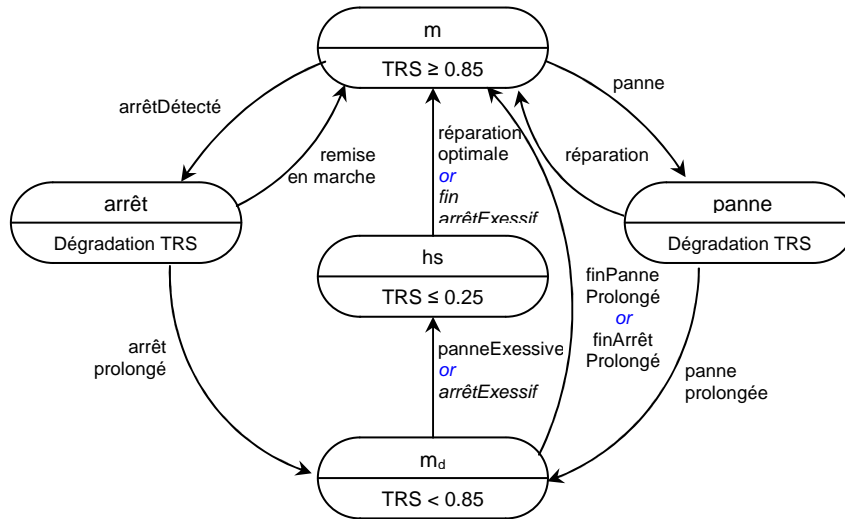 m
TRS ≥ 0.85
arrêtDétecté
panne
remise
en marche
réparation
optimale
or
fin
arrêtExessif
réparation
arrêt
Dégradation TRS
panne
Dégradation TRS
hs
TRS ≤ 0.25
finPanne
Prolongé
or
finArrêt
Prolongé
arrêt
prolongé
panneExessive
or
arrêtExessif
panne
prolongée
md
TRS < 0.85